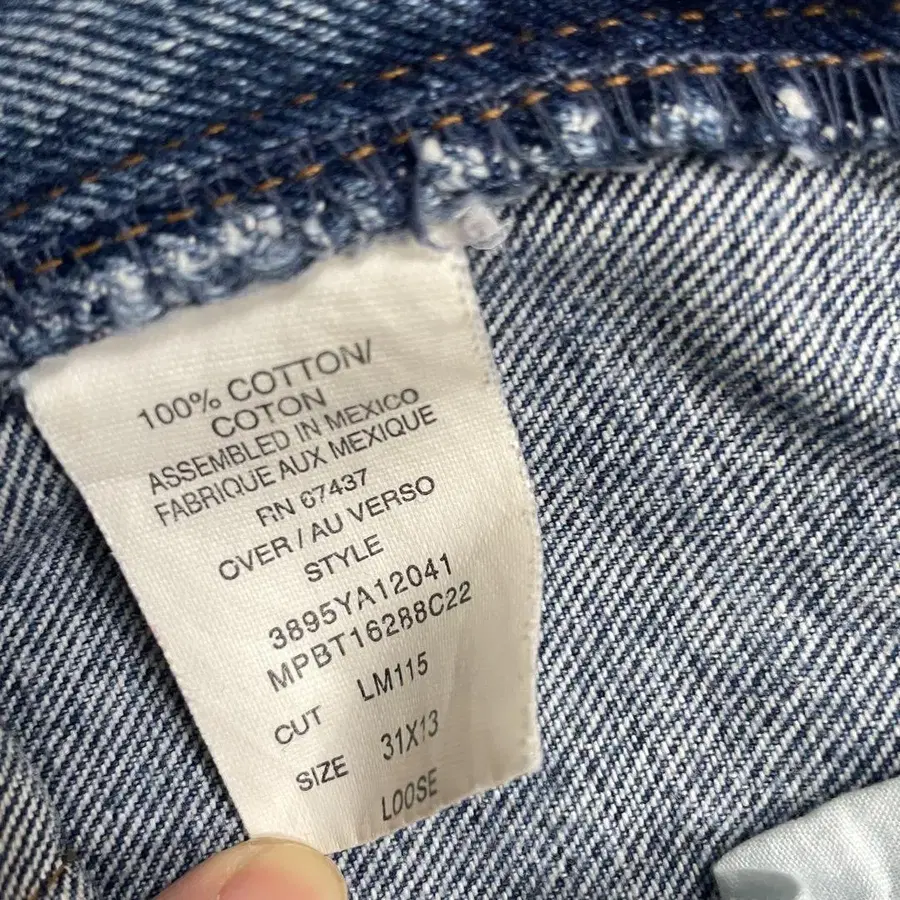 100% COTTON/
COTON
ASSEMBLED IN MEXICO
FABRIQUE AUX MEXIQUE
RN 67437
OVER/AU VERSO
STYLE
3895YA12041
MPBT16288C22
CUT LM115
SIZE 31X13
LOOSE